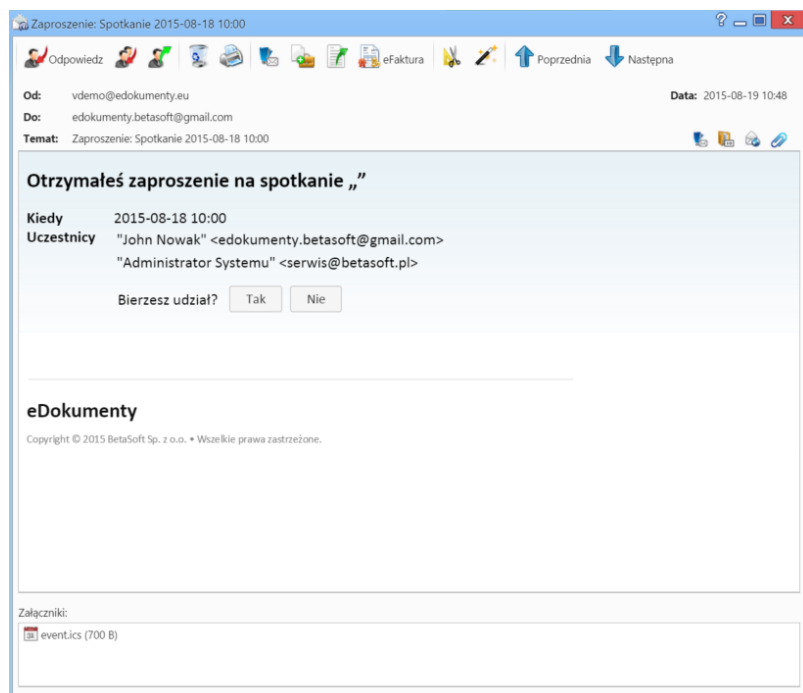 Zaproszenie: Spotkanie 2015-08-18 10:00
Odpowiedz eFaktura Poprzednia Następna
Od: vdemo@edokumenty.eu Data: 2015-08-19 10:48
Do: edokumenty.betasoft@gmail.com
Temat: Zaproszenie: Spotkanie 2015-08-18 10:00
Otrzymałeś zaproszenie na spotkanie „”
Kiedy 2015-08-18 10:00
Uczestnicy "John Nowak" <edokumenty.betasoft@gmail.com>
"Administrator Systemu" <serwis@betasoft.pl>
Bierzesz udział? Tak Nie
eDokumenty
Copyright © 2015 BetaSoft Sp. z o.o. • Wszelkie prawa zastrzeżone.
Załączniki:
event.ics (700 B)